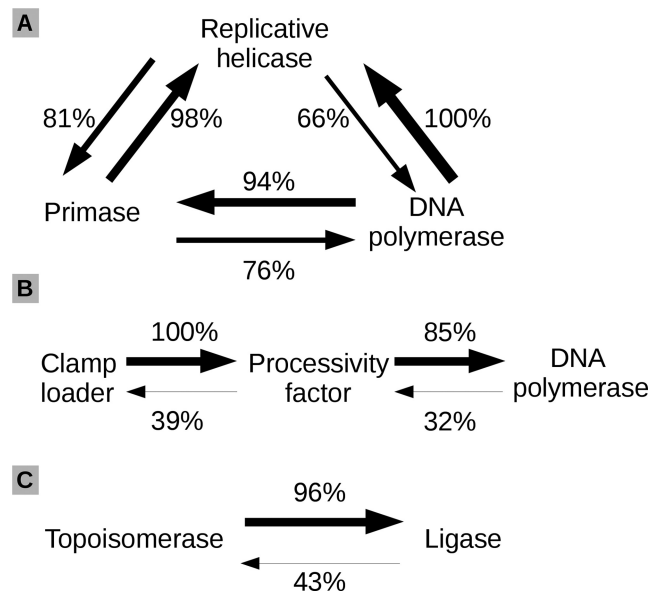 A
Replicative
helicase
81%
98%
66%
100%
94%
Primase
DNA
polymerase
76%
B
100%
85%
Clamp
loader
Processivity
factor
DNA
polymerase
39%
32%
C
96%
Topoisomerase
Ligase
43%